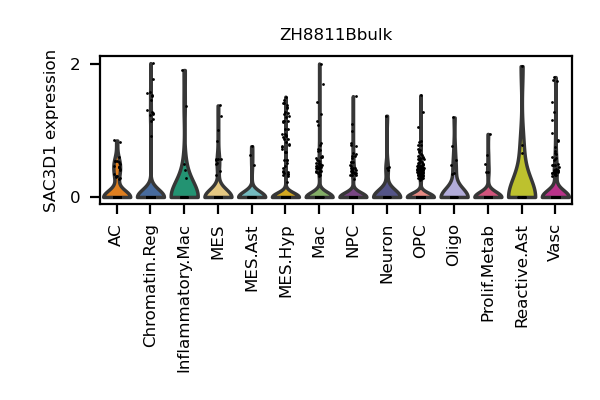 ZH8811Bbulk
SAC3D1 expression
2
0
AC
Chromatin.Reg
Inflammatory.Mac
MES
MES.Ast
MES.Hyp
Mac
NPC
Neuron
OPC
Oligo
Prolif.Metab
Reactive.Ast
Vasc